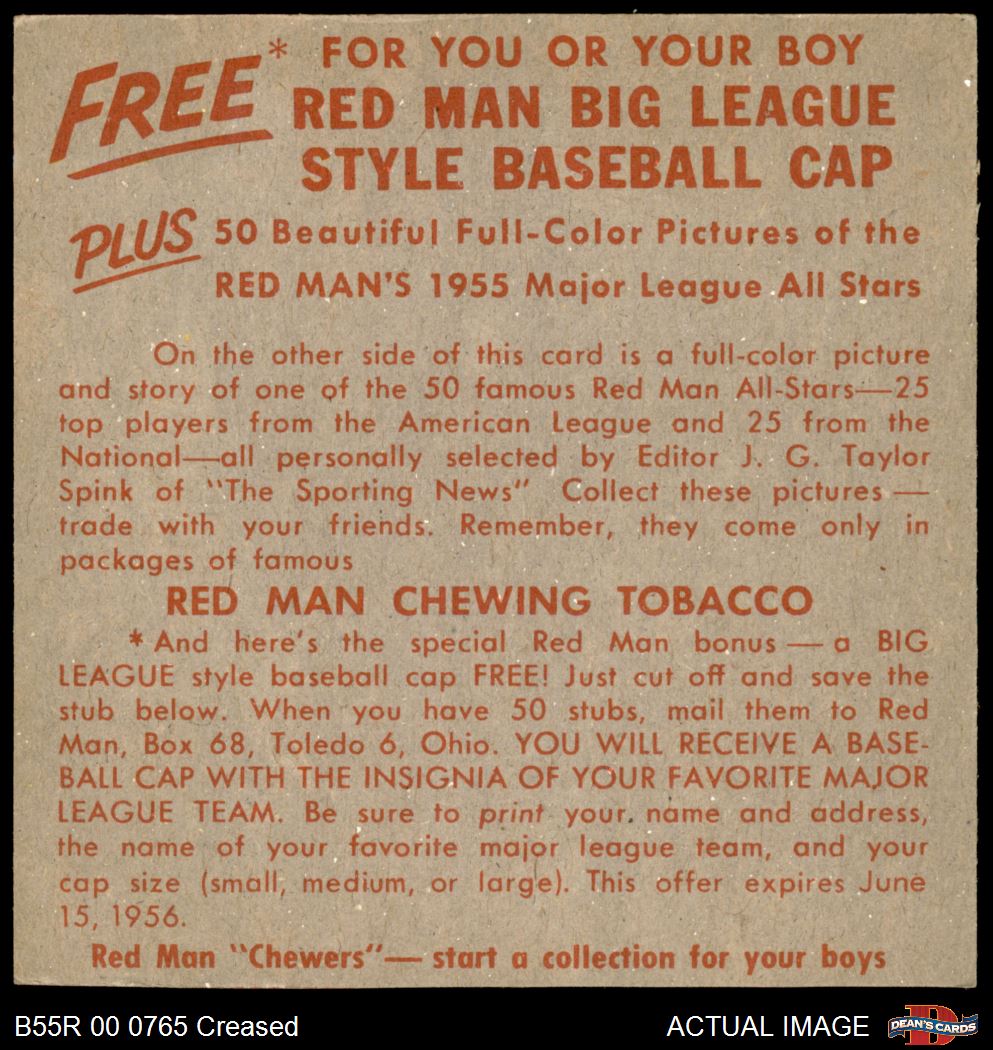 FREE* FOR YOU OR YOUR BOY
RED MAN BIG LEAGUE
STYLE BASEBALL CAP
PLUS 50 Beautiful Full-Color Pictures of the
RED MAN'S 1955 Major League All Stars
On the other side of this card is a full-color picture
and story of one of the 50 famous Red Man All-Stars—25
top players from the American League and 25 from the
National—all personally selected by Editor J. G. Taylor
Spink of "The Sporting News" Collect these pictures —
trade with your friends. Remember, they come only in
packages of famous
RED MAN CHEWING TOBACCO
*And here's the special Red Man bonus — a BIG
LEAGUE style baseball cap FREE! Just cut off and save the
stub below. When you have 50 stubs, mail them to Red
Man, Box 68, Toledo 6, Ohio. YOU WILL RECEIVE A BASE-
BALL CAP WITH THE INSIGNIA OF YOUR FAVORITE MAJOR
LEAGUE TEAM. Be sure to print your name and address,
the name of your favorite major league team, and your
cap size (small, medium, or large). This offer expires June
15, 1956.
Red Man "Chewers"— start a collection for your boys
B55R 00 0765 Creased
ACTUAL IMAGE
DEAN'S CARDS